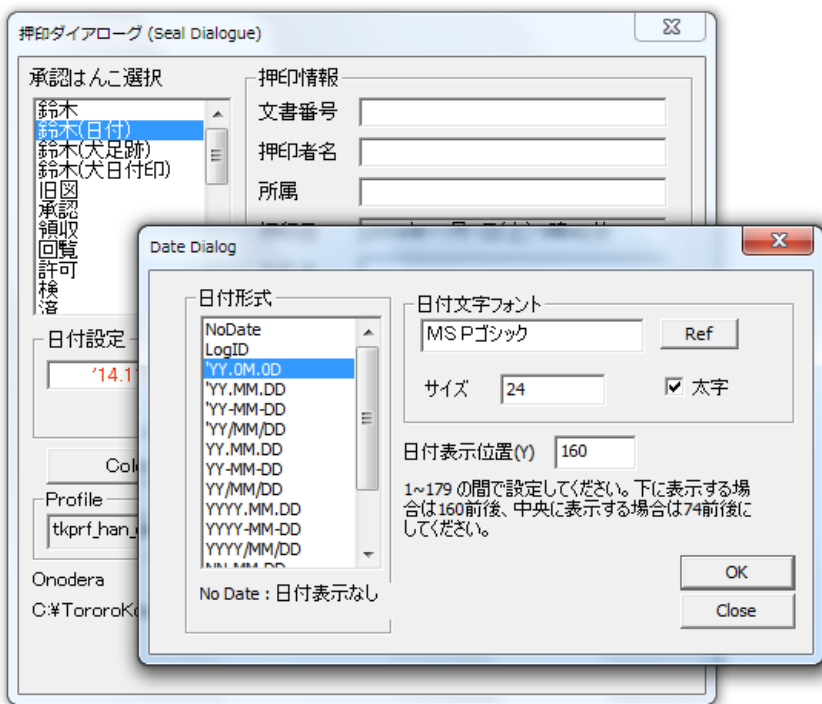 押印ダイアローグ (Seal Dialogue)
承認はんこ選択
鈴木
鈴木(日付)
鈴木(犬足跡)
鈴木(犬日付印)
旧図
承認
領収
回覧
許可
検
済
押印情報
文書番号
押印者名
所属
日付設定
'14.1
Profile
Onodera
Date Dialog
日付形式
NoDate
LogID
'YY.0M.0D
'YY.MM.DD
'YY-MM-DD
'YY/MM/DD
YY.MM.DD
YY-MM-DD
YY/MM/DD
YYYY.MM.DD
YYYY-MM-DD
YYYY/MM/DD
No Date : 日付表示なし
日付文字フォント
MS Pゴシック
Ref
サイズ
24
太字
日付表示位置(Y)
160
1~179 の間で設定してください。下に表示する場
合は160前後、中央に表示する場合は74前後に
してください。
OK
Close